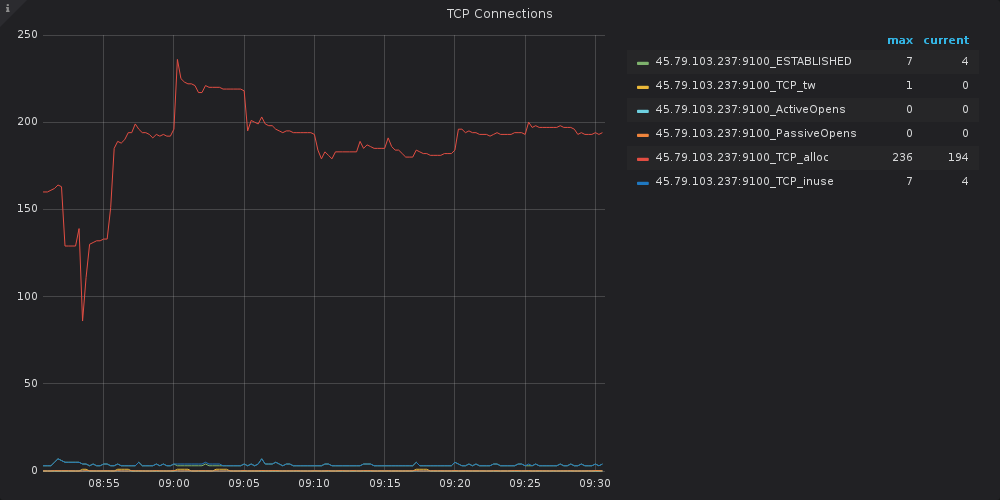 i
TCP Connections
250
200
150
100
50
0
08:55 09:00 09:05 09:10 09:15 09:20 09:25 09:30
max current
45.79.103.237:9100_ESTABLISHED 7 4
45.79.103.237:9100_TCP_tw 1 0
45.79.103.237:9100_ActiveOpens 0 0
45.79.103.237:9100_PassiveOpens 0 0
45.79.103.237:9100_TCP_alloc 236 194
45.79.103.237:9100_TCP_inuse 7 4